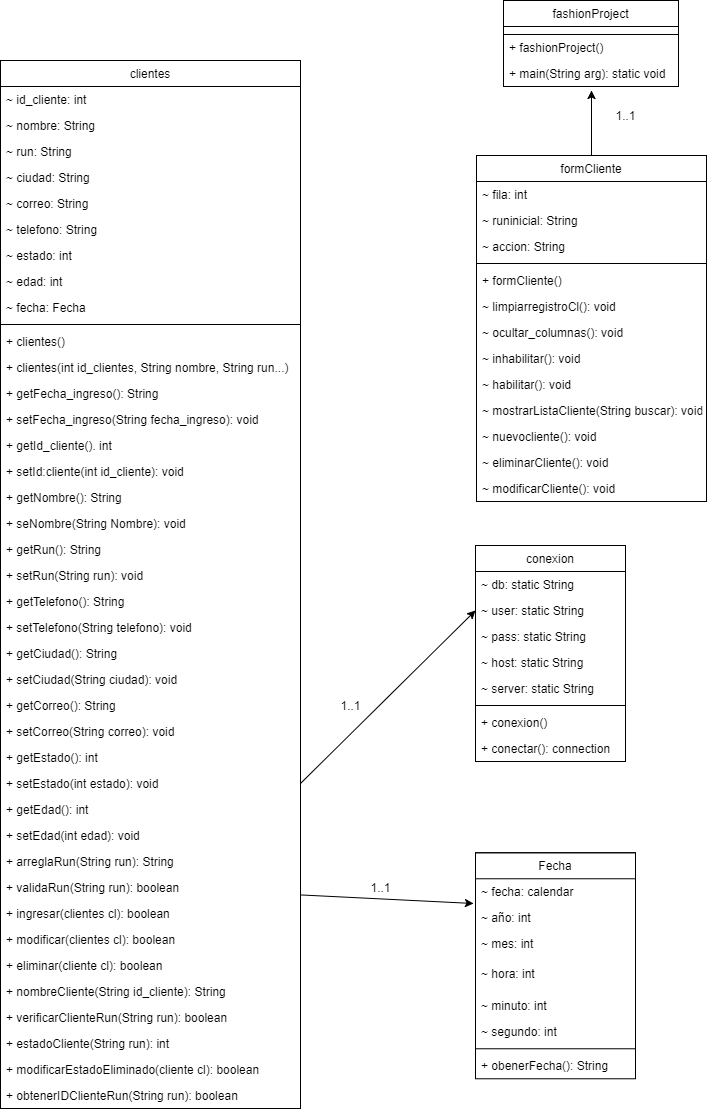 fashionProject
+ fashionProject()
+ main(String arg): static void
1..1
clientes
~ id_cliente: int
~ nombre: String
~ run: String
~ ciudad: String
~ correo: String
~ telefono: String
~ estado: int
~ edad: int
~ fecha: Fecha
+ clientes()
+ clientes(int id_clientes, String nombre, String run...)
+ getFecha_ingreso(): String
+ setFecha_ingreso(String fecha_ingreso): void
+ getId_cliente(). int
+ setId:cliente(int id_cliente): void
+ getNombre(): String
+ seNombre(String Nombre): void
+ getRun(): String
+ setRun(String run): void
+ getTelefono(): String
+ setTelefono(String telefono): void
+ getCiudad(): String
+ setCiudad(String ciudad): void
+ getCorreo(): String
+ setCorreo(String correo): void
+ getEstado(): int
+ setEstado(int estado): void
+ getEdad(): int
+ setEdad(int edad): void
+ arreglaRun(String run): String
+ validaRun(String run): boolean
+ ingresar(clientes cl): boolean
+ modificar(clientes cl): boolean
+ eliminar(cliente cl): boolean
+ nombreCliente(String id_cliente): String
+ verificarClienteRun(String run): boolean
+ estadoCliente(String run): int
+ modificarEstadoEliminado(cliente cl): boolean
+ obtenerIDClienteRun(String run): boolean
formCliente
~ fila: int
~ runinicial: String
~ accion: String
+ formCliente()
~ limpiarregistroCl(): void
~ ocultar_columnas(): void
~ inhabilitar(): void
~ habilitar(): void
~ mostrarListaCliente(String buscar): void
~ nuevocliente(): void
~ eliminarCliente(): void
~ modificarCliente(): void
1..1
conexion
~ db: static String
~ user: static String
~ pass: static String
~ host: static String
~ server: static String
+ conexion()
+ conectar(): connection
1..1
Fecha
~ fecha: calendar
~ año: int
~ mes: int
~ hora: int
~ minuto: int
~ segundo: int
+ obenerFecha(): String